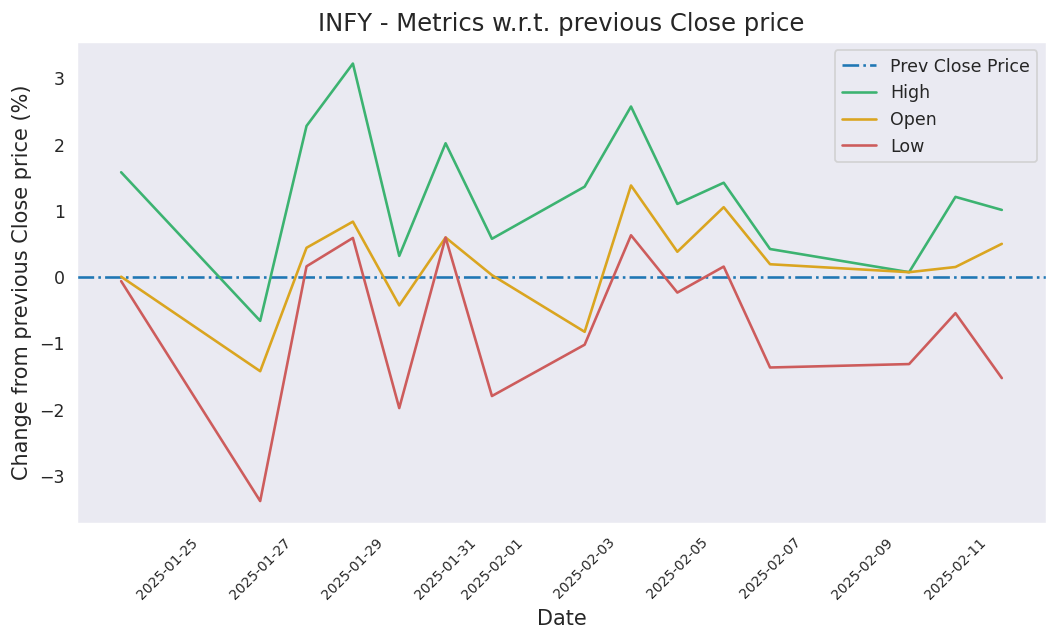 INFY - Metrics w.r.t. previous Close price
Change from previous Close price (%)
3
2
1
0
−1
−2
−3
Prev Close Price
High
Open
Low
2025-01-25
2025-01-27
2025-01-29
2025-01-31
2025-02-01
2025-02-03
2025-02-05
2025-02-07
2025-02-09
2025-02-11
Date